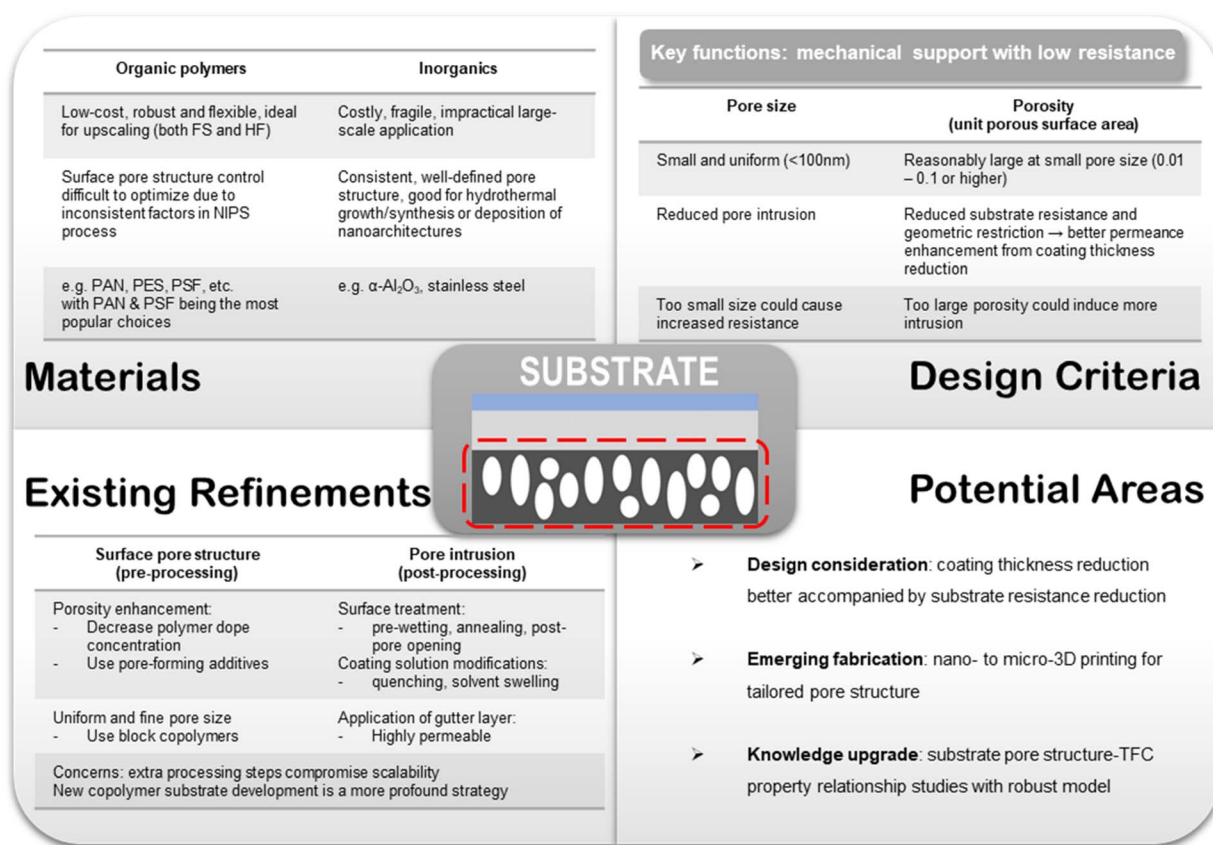 Organic polymers
Inorganics
Low-cost, robust and flexible, ideal
for upscaling (both FS and HF)
Costly, fragile, impractical large-
scale application
Surface pore structure control
difficult to optimize due to
inconsistent factors in NIPS
process
Consistent, well-defined pore
structure, good for hydrothermal
growth/synthesis or deposition of
nanoarchitectures
e.g. PAN, PES, PSF, etc.
with PAN & PSF being the most
popular choices
e.g. α-Al₂O₃, stainless steel
Materials
Key functions: mechanical support with low resistance
Pore size
Porosity
(unit porous surface area)
Small and uniform (<100nm)
Reasonably large at small pore size (0.01
– 0.1 or higher)
Reduced pore intrusion
Reduced substrate resistance and
geometric restriction → better permeance
enhancement from coating thickness
reduction
Too small size could cause
increased resistance
Too large porosity could induce more
intrusion
Design Criteria
SUBSTRATE
Existing Refinements
Surface pore structure
(pre-processing)
Pore intrusion
(post-processing)
Porosity enhancement:
- Decrease polymer dope
concentration
- Use pore-forming additives
Surface treatment:
- pre-wetting, annealing, post-
pore opening
Coating solution modifications:
- quenching, solvent swelling
Uniform and fine pore size
- Use block copolymers
Application of gutter layer:
- Highly permeable
Concerns: extra processing steps compromise scalability
New copolymer substrate development is a more profound strategy
Potential Areas
➢ Design consideration: coating thickness reduction
better accompanied by substrate resistance reduction
➢ Emerging fabrication: nano- to micro-3D printing for
tailored pore structure
➢ Knowledge upgrade: substrate pore structure-TFC
property relationship studies with robust model